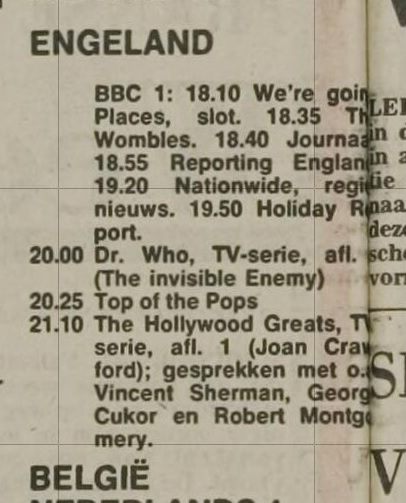 ENGELAND
BBC 1: 18.10 We're goin
Places, slot. 18.35 Th
Wombles. 18.40 Journaa
18.55 Reporting Englan
19.20 Nationwide, regi
nieuws. 19.50 Holiday R
port.
20.00 Dr. Who, TV-serie, afl.
(The invisible Enemy)
20.25 Top of the Pops
21.10 The Hollywood Greats, TV
serie, afl. 1 (Joan Craw
ford); gesprekken met o.
Vincent Sherman, Georg
Cukor en Robert Montgo
mery.
BELGIË